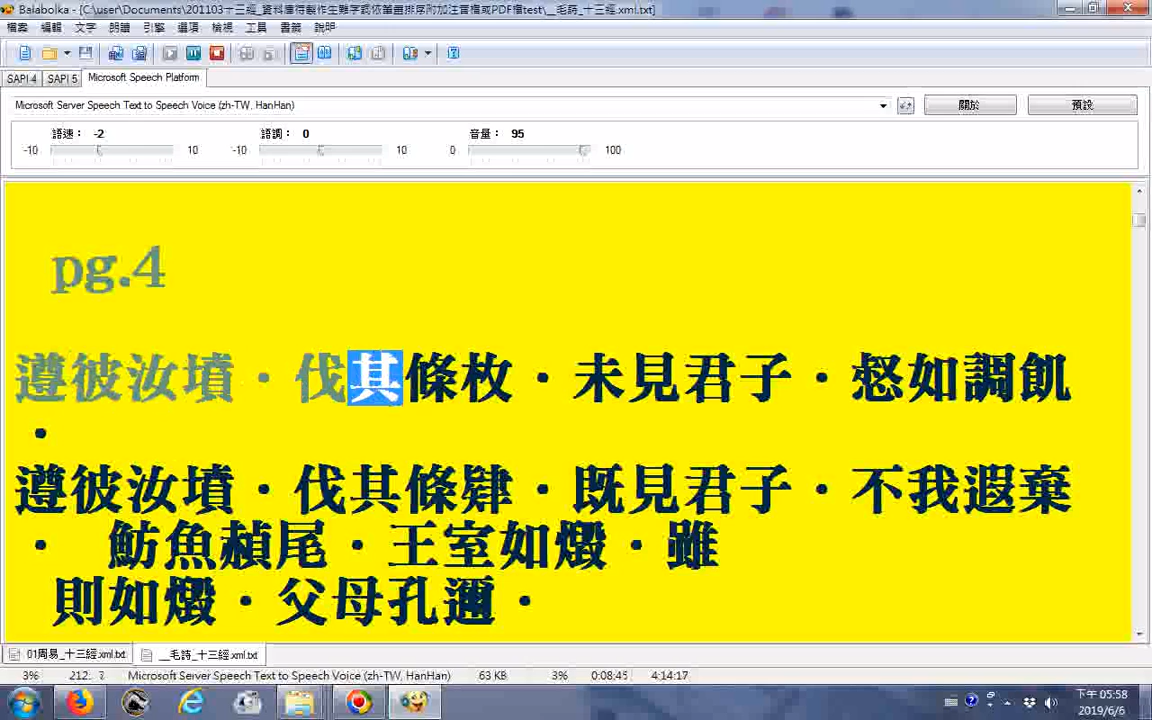 Balabolka - [C:\user\Documents\201103十三經_資料庫待製作生難字詞依筆畫排序附加注音檔或PDF檔test\__毛詩_十三經.xml.txt]
檔案 編輯 文字 朗讀 引擎 選項 檢視 工具 書籤 說明
SAPI 4 SAPI 5 Microsoft Speech Platform
Microsoft Server Speech Text to Speech Voice (zh-TW, HanHan) 關於 預設
語速： -2 語調： 0 音量： 95
-10 10 -10 10 0 100
pg.4
遵彼汝墳・伐其條枚・未見君子・惄如調飢
・
遵彼汝墳・伐其條肄・既見君子・不我遐棄
・ 魴魚赬尾・王室如燬・雖
則如燬・父母孔邇・
01周易_十三經.xml.txt __毛詩_十三經.xml.txt
3% 212: ? Microsoft Server Speech Text to Speech Voice (zh-TW, HanHan) 63 KB 3% 0:08:45 4:14:17
下午 05:58
2019/6/6